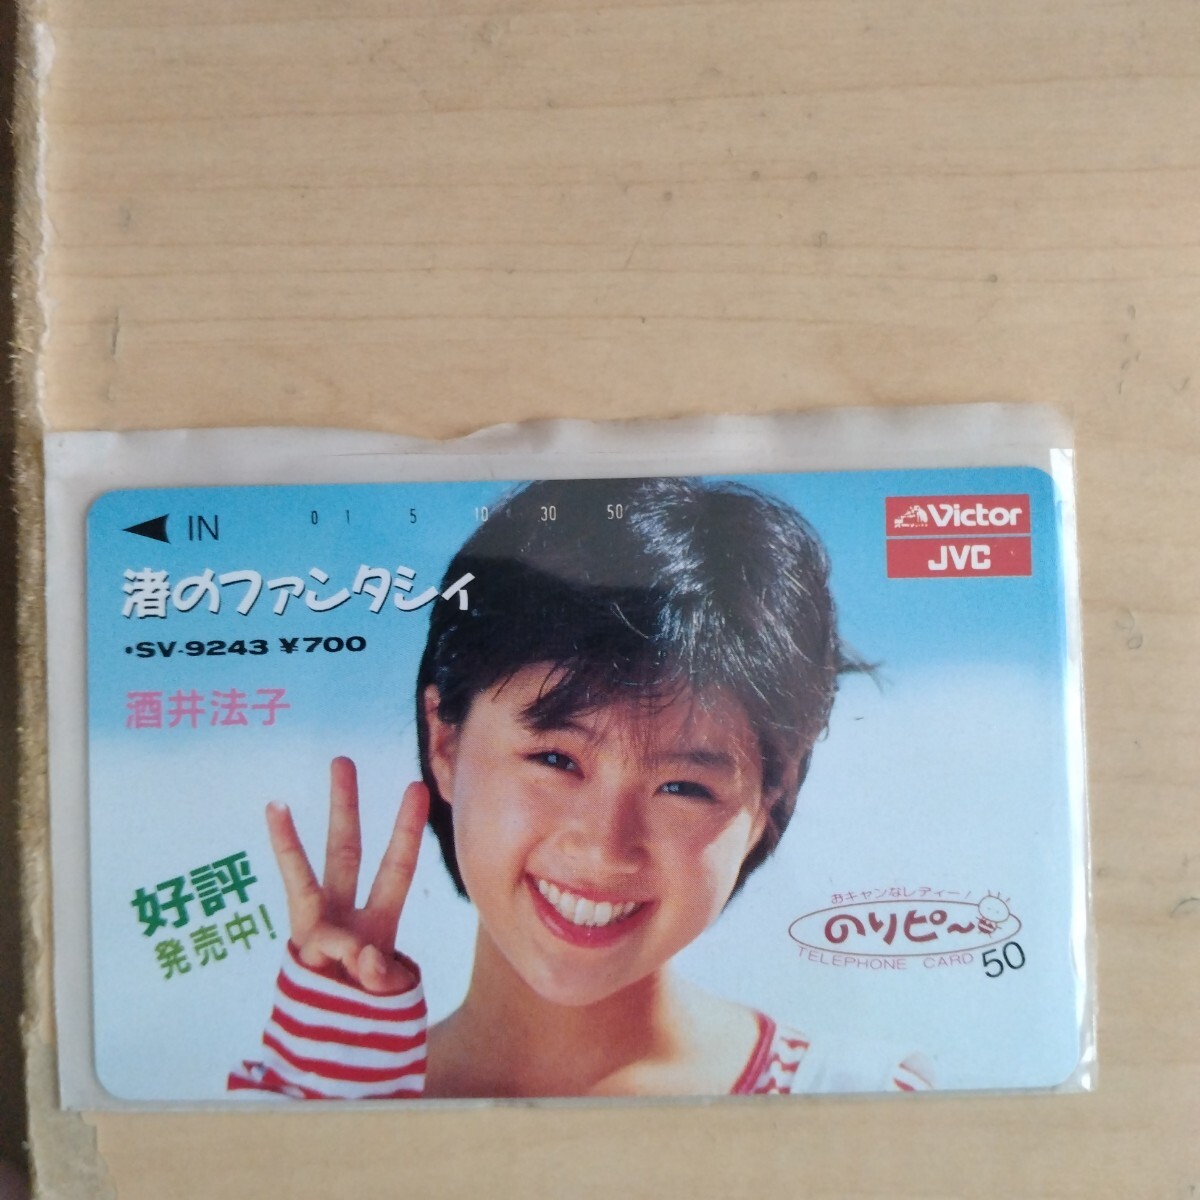 IN
0 1 5 10 30 50
Victor
JVC
渚のファンタシィ
・SV-9243 ¥700
酒井法子
好評
発売中!
おキャンなレディー!
のりピ〜
TELEPHONE CARD 50